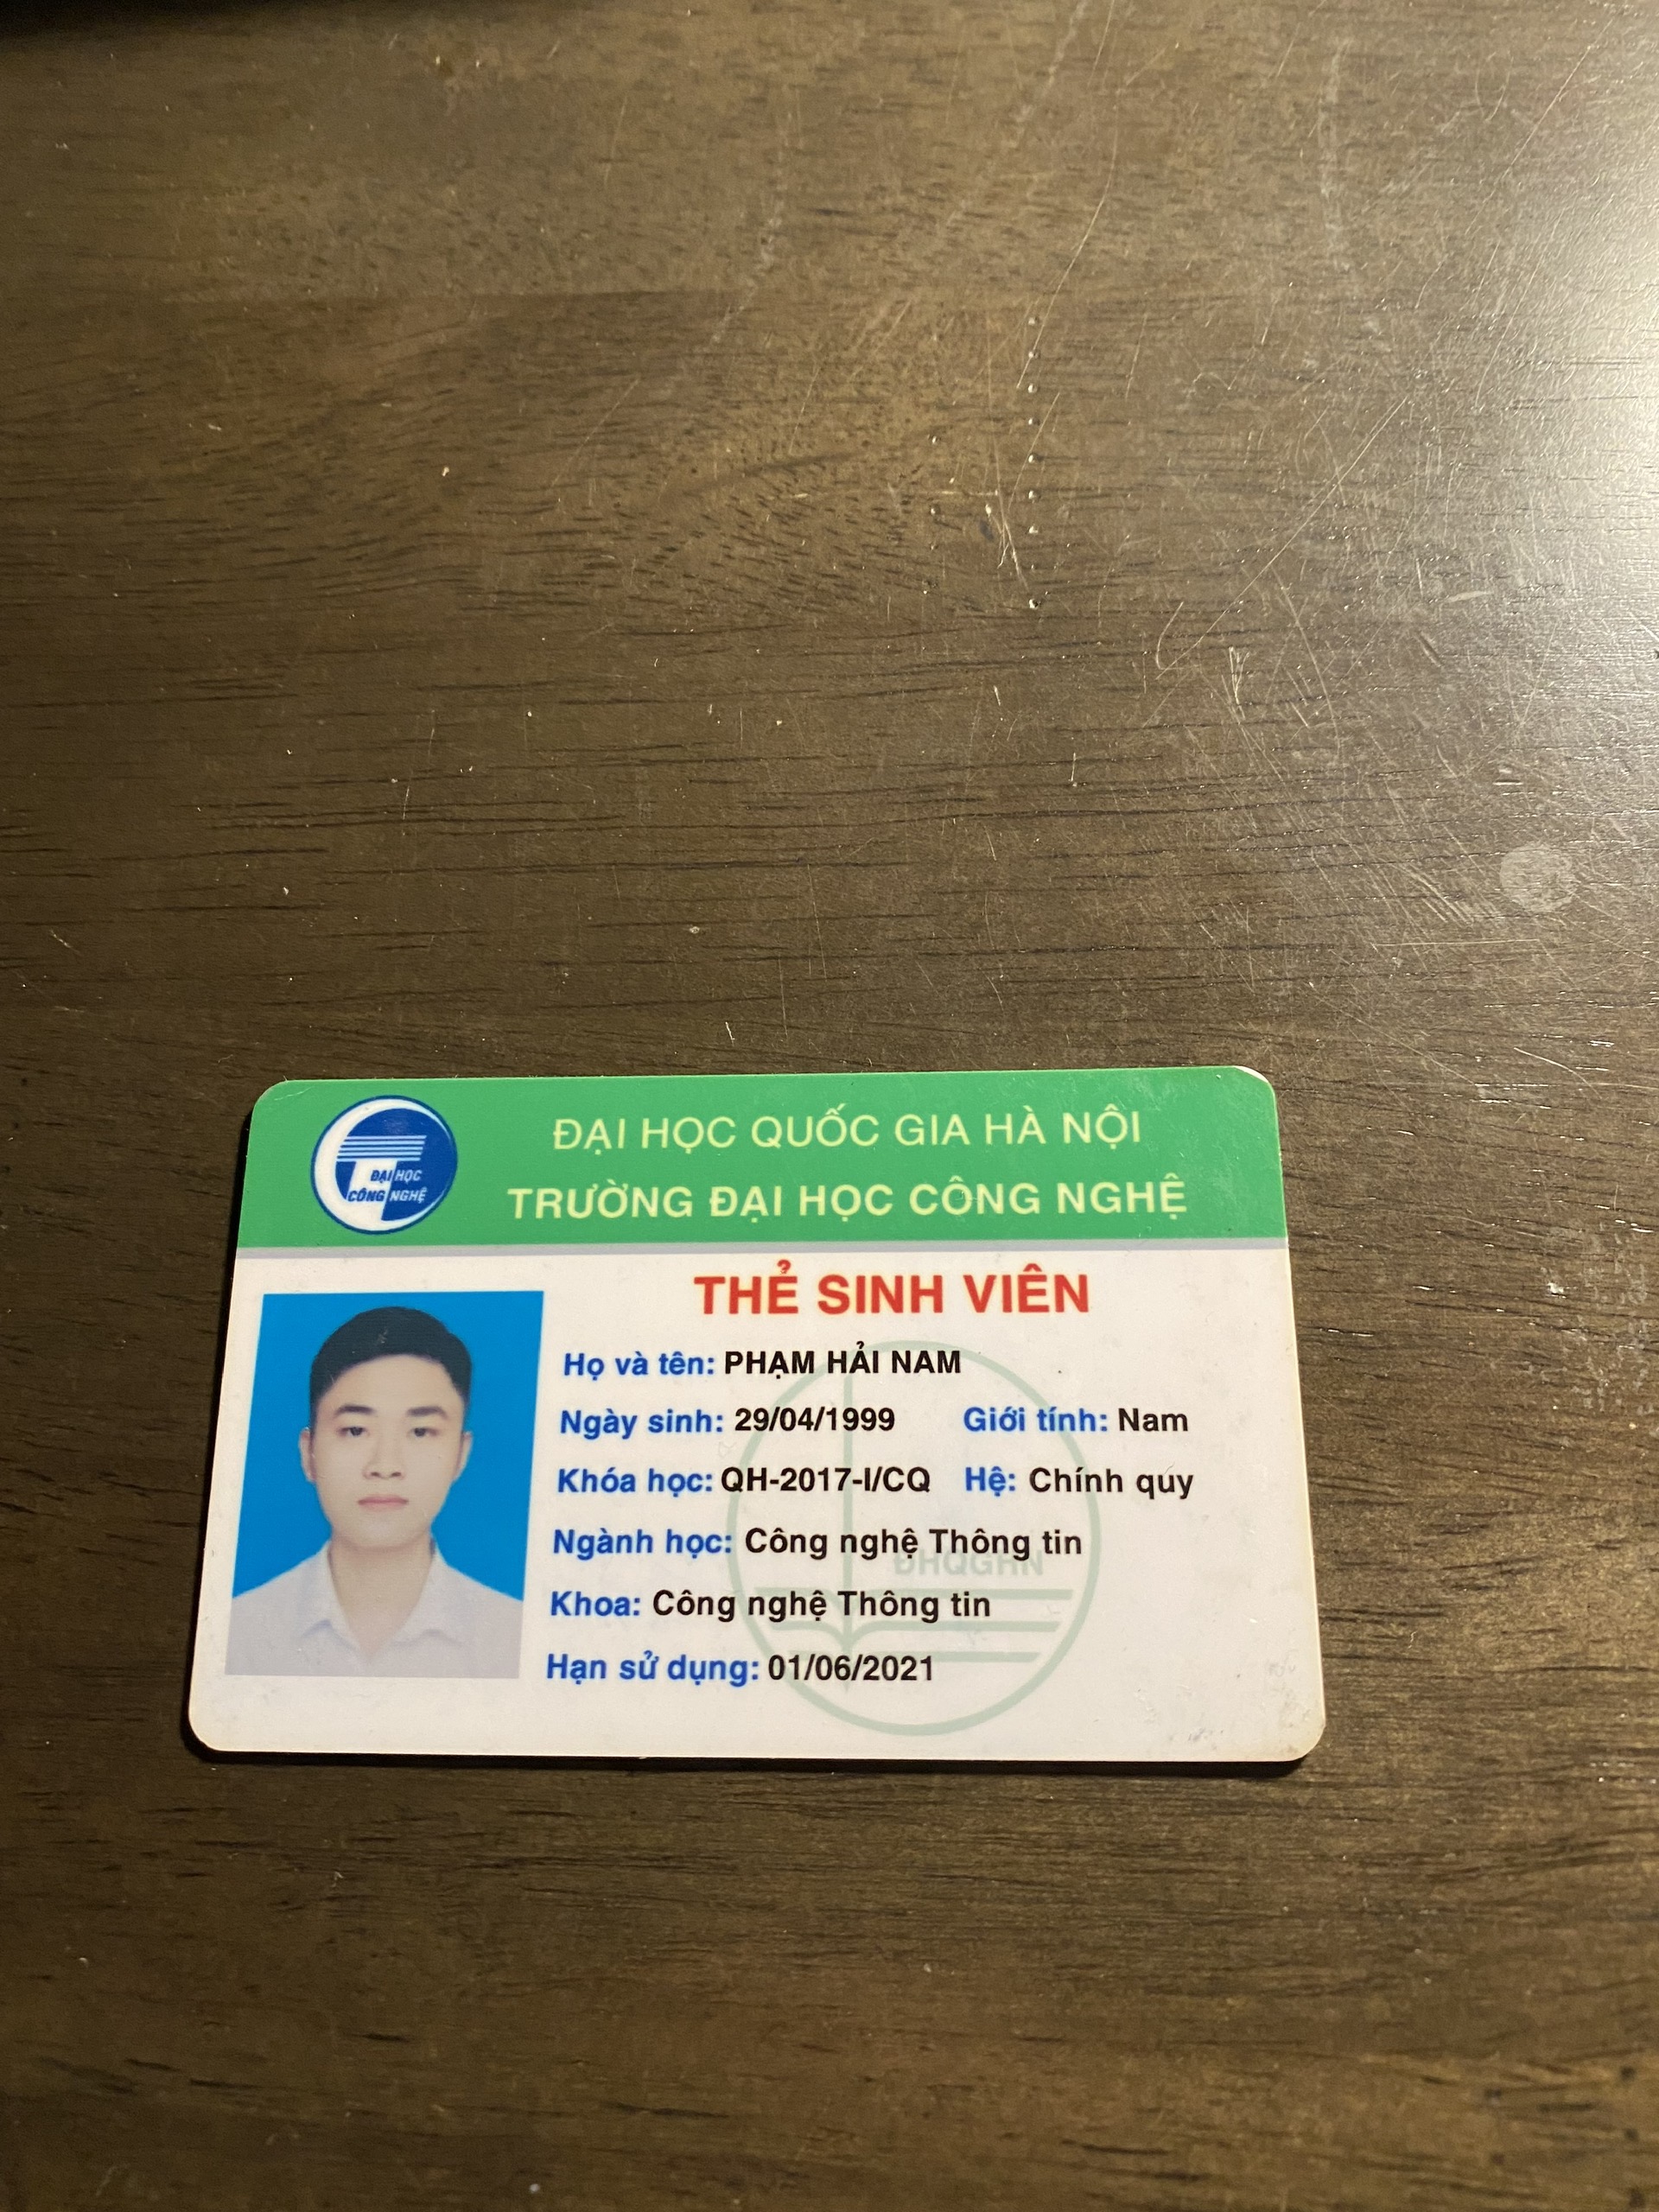 ĐẠI HỌC QUỐC GIA HÀ NỘI
TRƯỜNG ĐẠI HỌC CÔNG NGHỆ
ĐẠI HỌC
CÔNG NGHỆ
THẺ SINH VIÊN
Họ và tên: PHẠM HẢI NAM
Ngày sinh: 29/04/1999 Giới tính: Nam
Khóa học: QH-2017-I/CQ Hệ: Chính quy
Ngành học: Công nghệ Thông tin
ĐHQGHN
Khoa: Công nghệ Thông tin
Hạn sử dụng: 01/06/2021